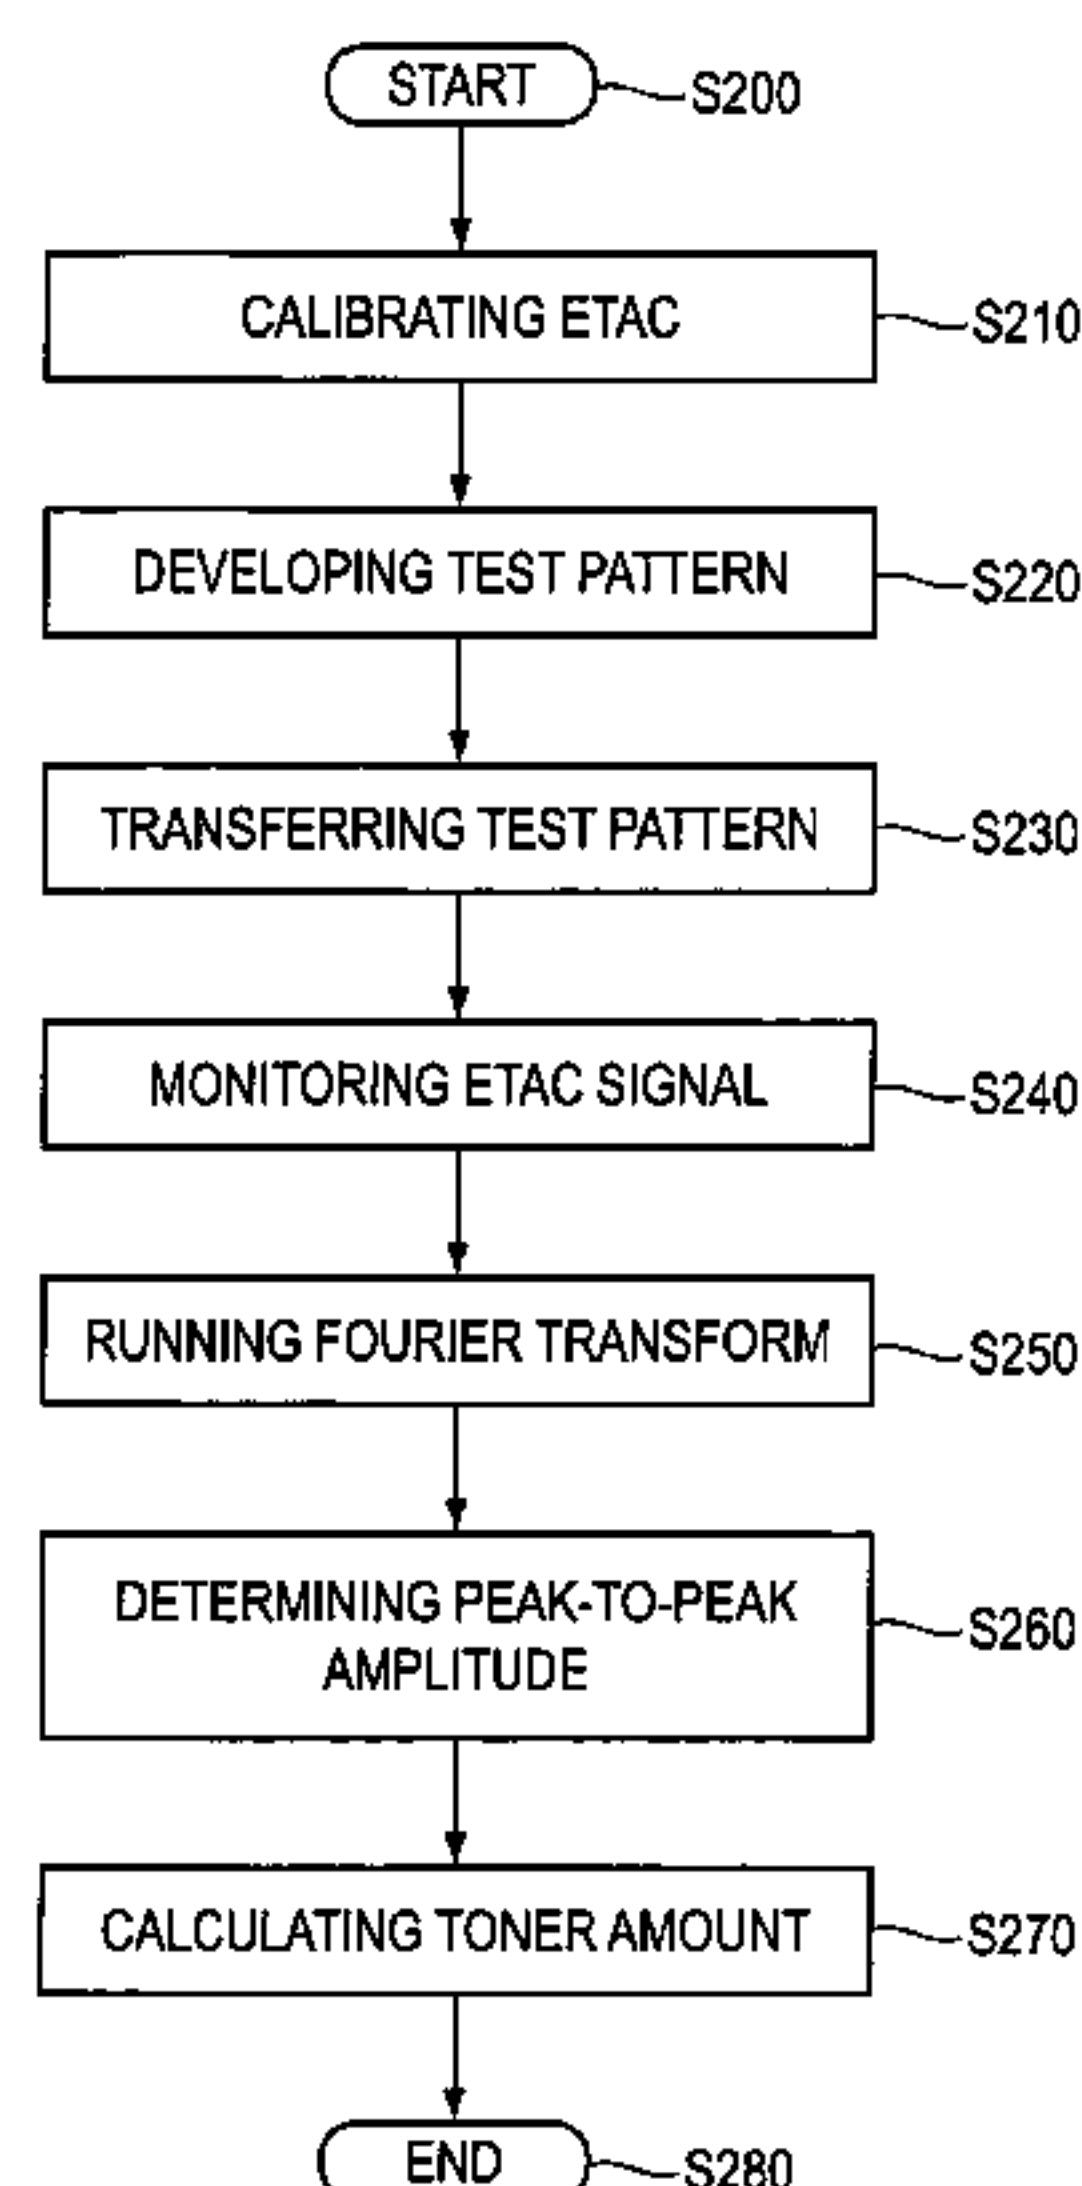 START
S200
CALIBRATING ETAC
S210
DEVELOPING TEST PATTERN
S220
TRANSFERRING TEST PATTERN
S230
MONITORING ETAC SIGNAL
S240
RUNNING FOURIER TRANSFORM
S250
DETERMINING PEAK-TO-PEAK
AMPLITUDE
S260
CALCULATING TONER AMOUNT
S270
END
S280